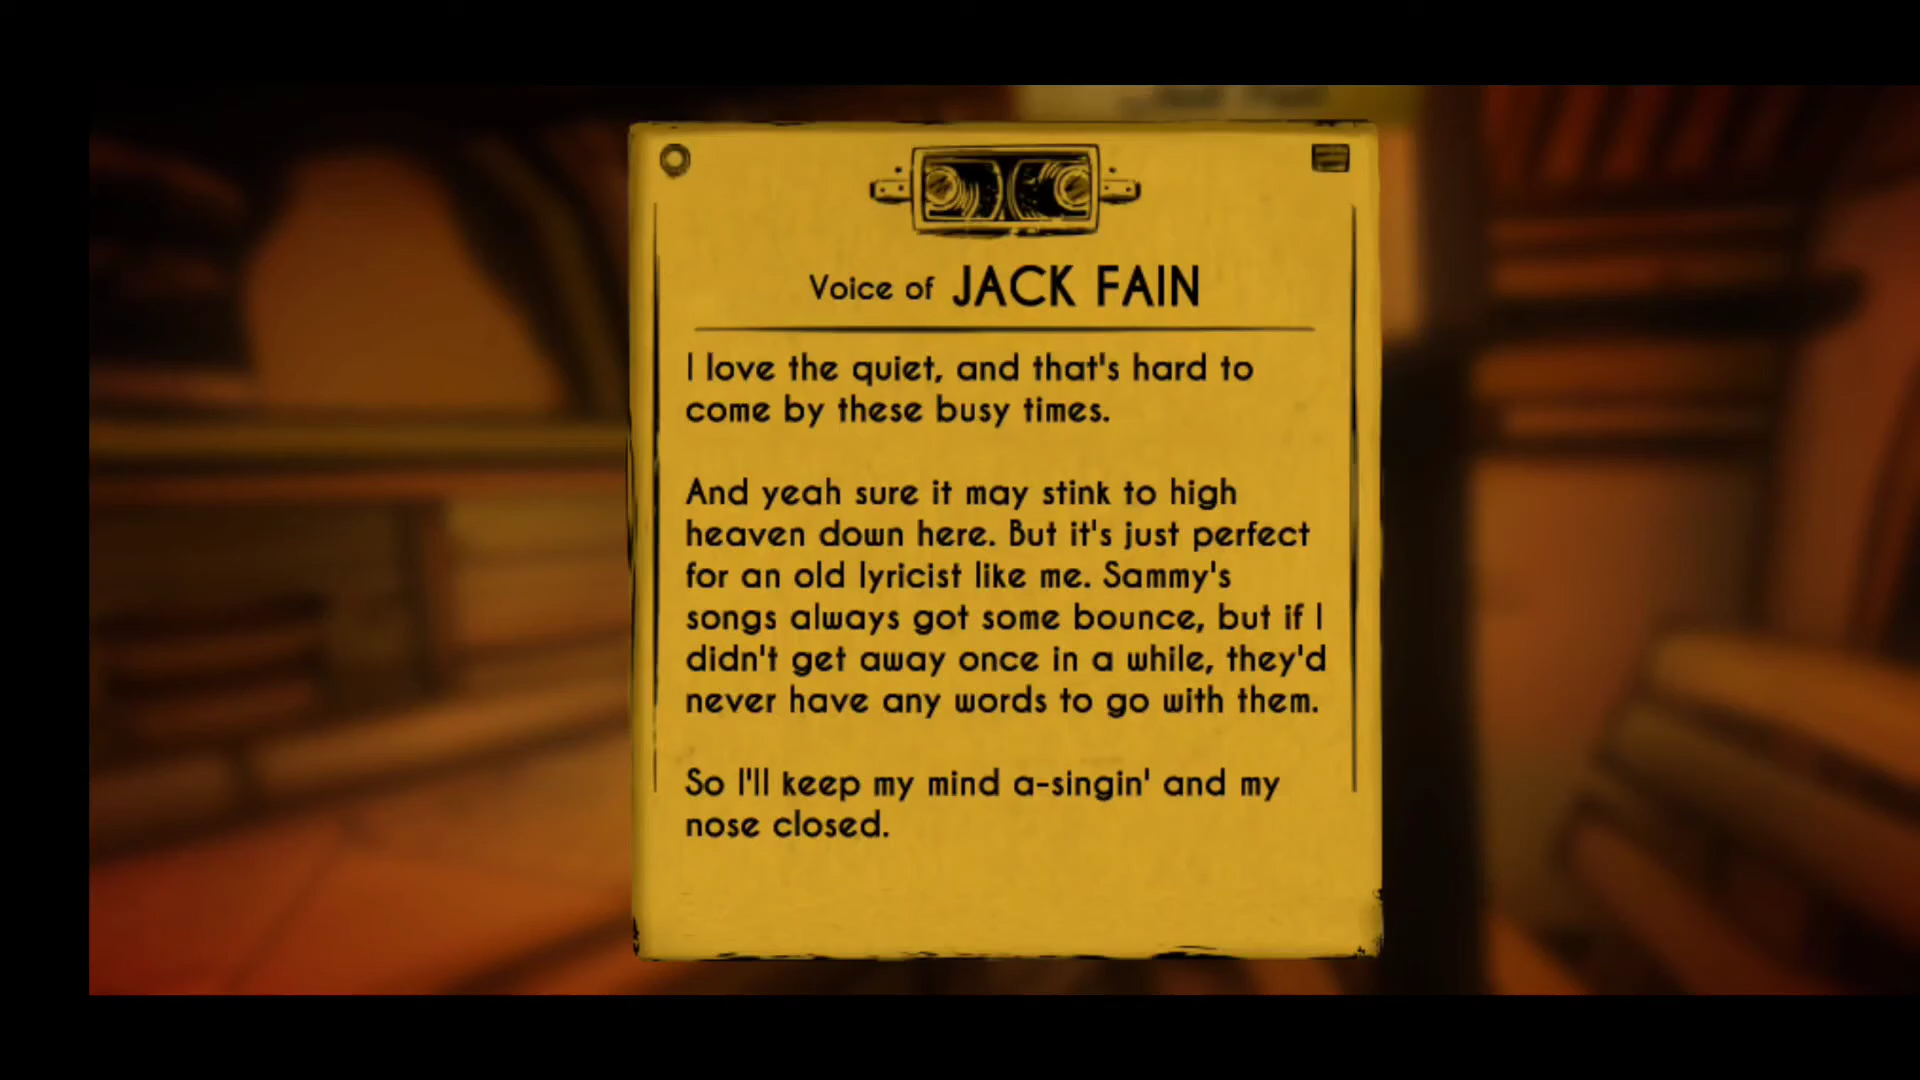 Voice of JACK FAIN
I love the quiet, and that's hard to
come by these busy times.
And yeah sure it may stink to high
heaven down here. But it's just perfect
for an old lyricist like me. Sammy's
songs always got some bounce, but if I
didn't get away once in a while, they'd
never have any words to go with them.
So I'll keep my mind a-singin' and my
nose closed.